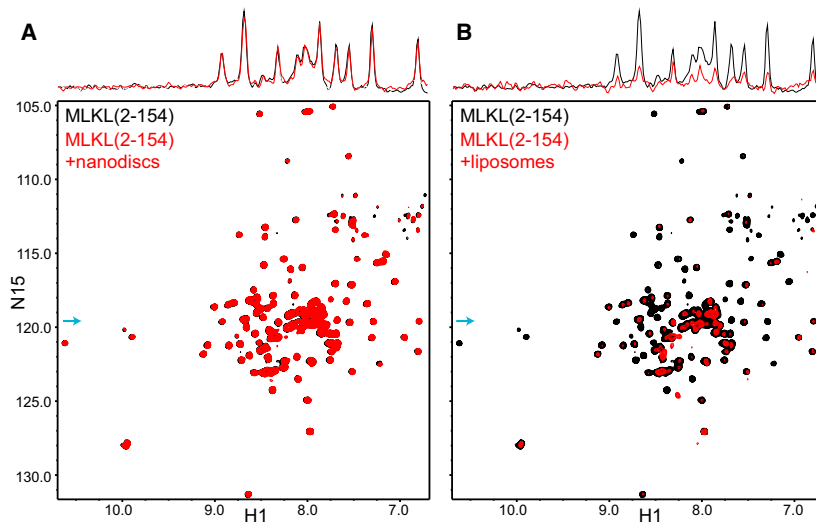 A
B
MLKL(2-154)
MLKL(2-154)
+nanodiscs
MLKL(2-154)
MLKL(2-154)
+liposomes
105.0
110.0
115.0
120.0
125.0
130.0
N15
10.0 9.0 8.0 7.0
H1
10.0 9.0 8.0 7.0
H1